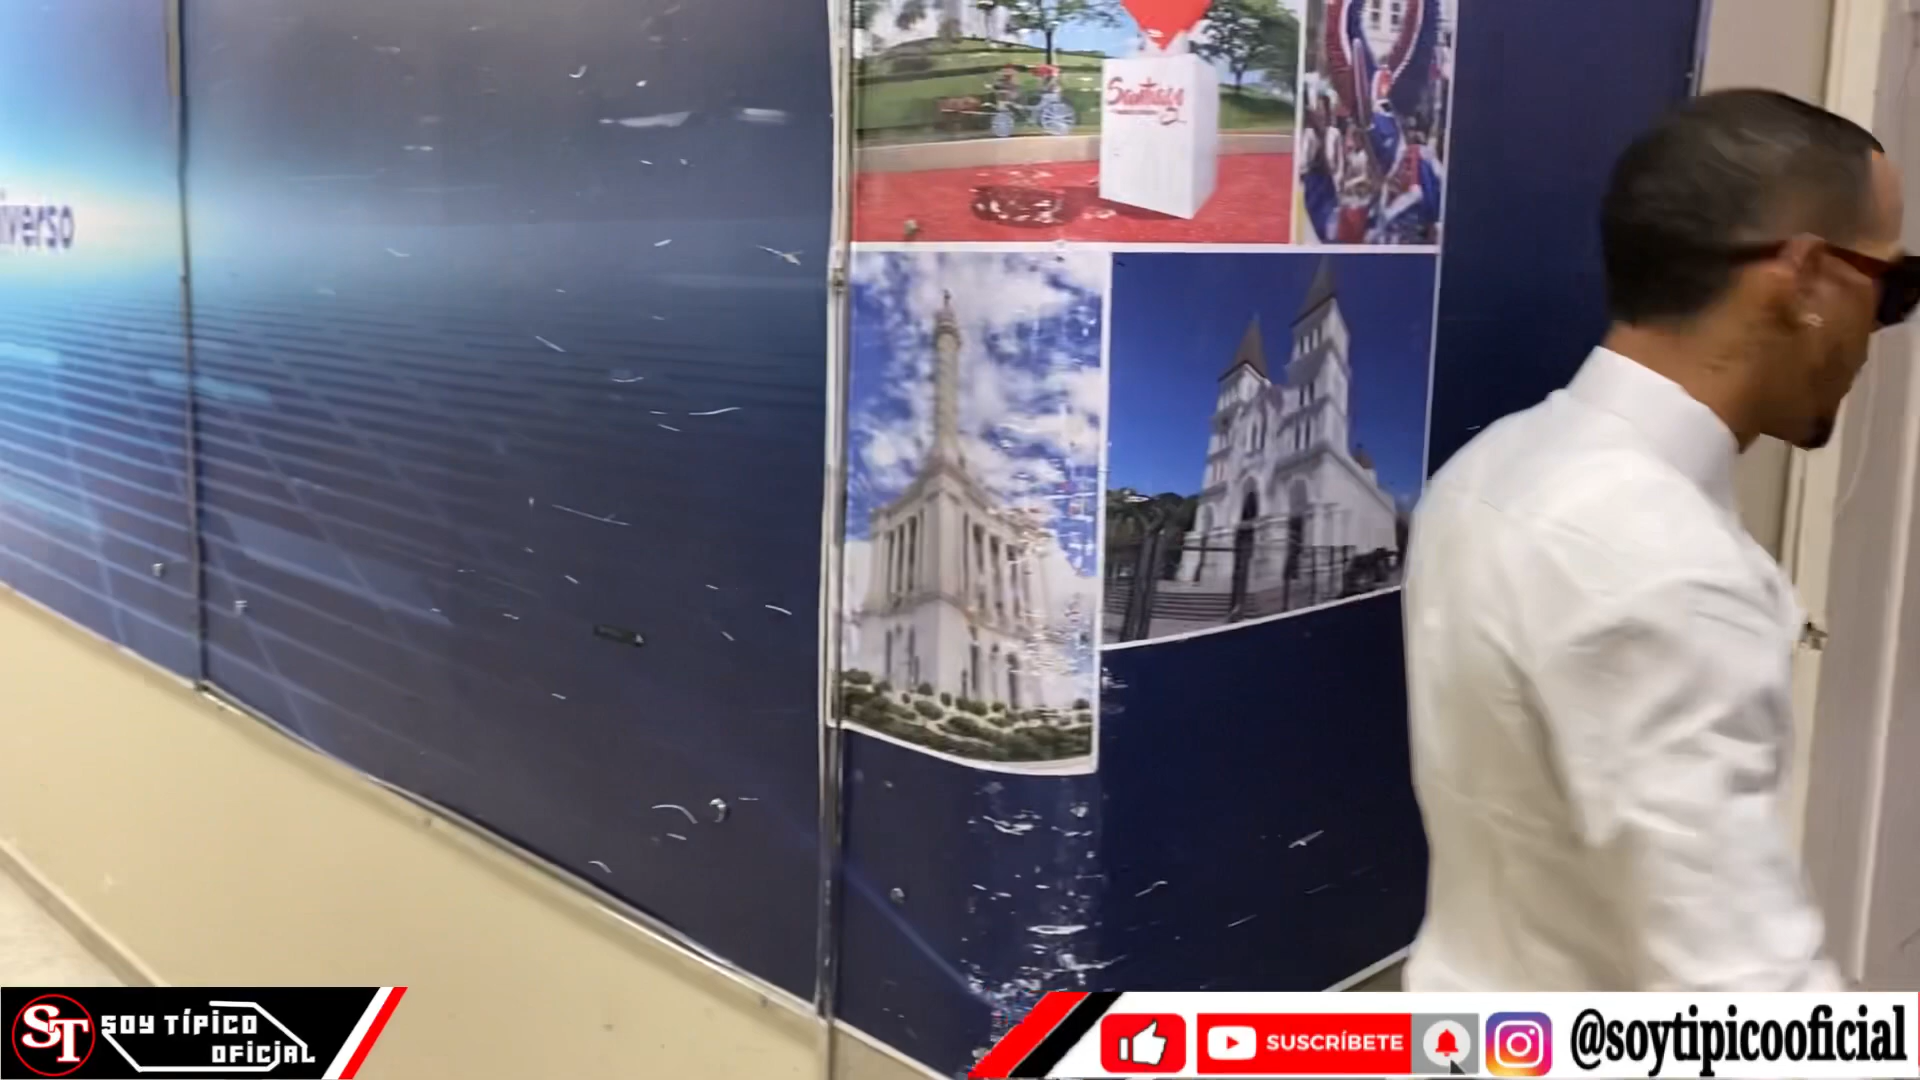 iverso
Santiago
ST
SOY TÍPICO
OFICIAL
SUSCRÍBETE
@soytipicooficial